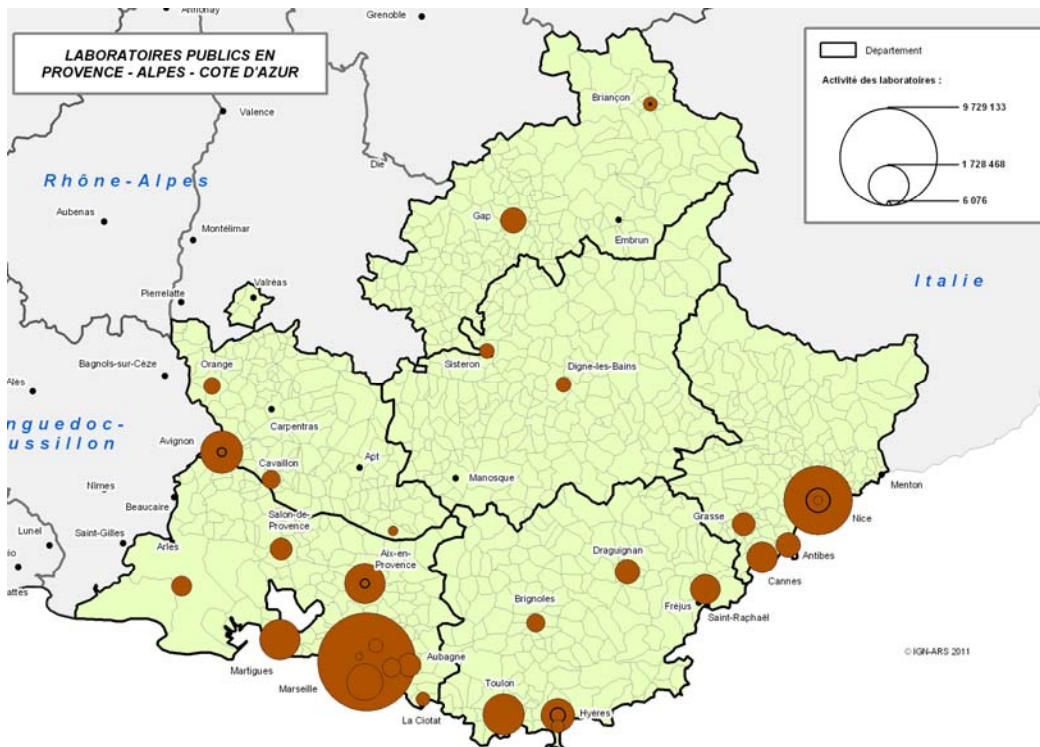 Annonay
Grenoble
LABORATOIRES PUBLICS EN
PROVENCE - ALPES - COTE D'AZUR
Département
Activité des laboratoires :
9 729 133
1 728 468
6 076
Briançon
Valence
Die
Rhône-Alpes
Aubenas
Gap
Embrun
Montélimar
Italie
Pierrelatte
Valréas
Bagnols-sur-Cèze
Orange
Sisteron
Digne-les-Bains
Alès
nguedoc-
ussillon
Carpentras
Avignon
Apt
Cavaillon
Manosque
Nîmes
Menton
Beaucaire
Grasse
Nice
Salon-de-
Provence
Lunel
Saint-Gilles
Arles
Aix-en-
Provence
Draguignan
Antibes
Cannes
Brignoles
Fréjus
Saint-Raphaël
Martigues
Aubagne
© IGN-ARS 2011
Marseille
Toulon
La Ciotat
Hyères